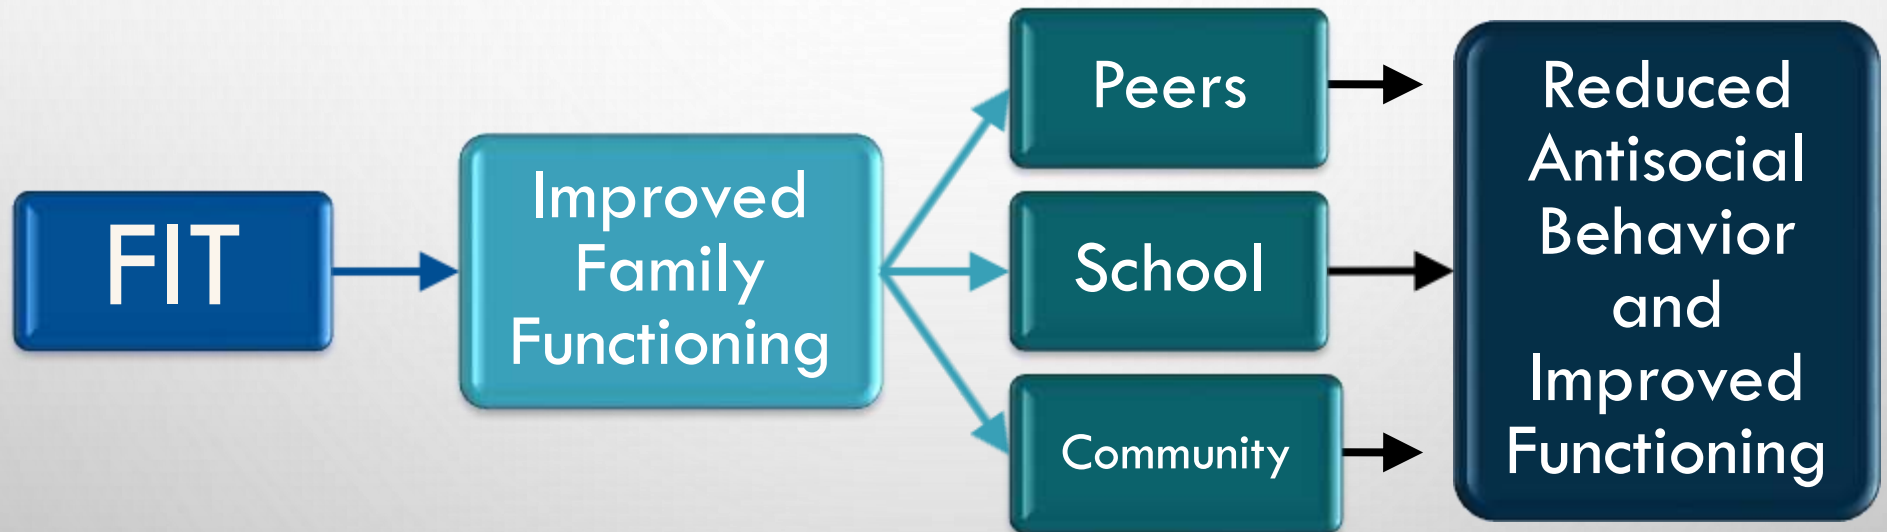 FIT
Improved
Family
Functioning
Peers
School
Community
Reduced
Antisocial
Behavior
and
Improved
Functioning